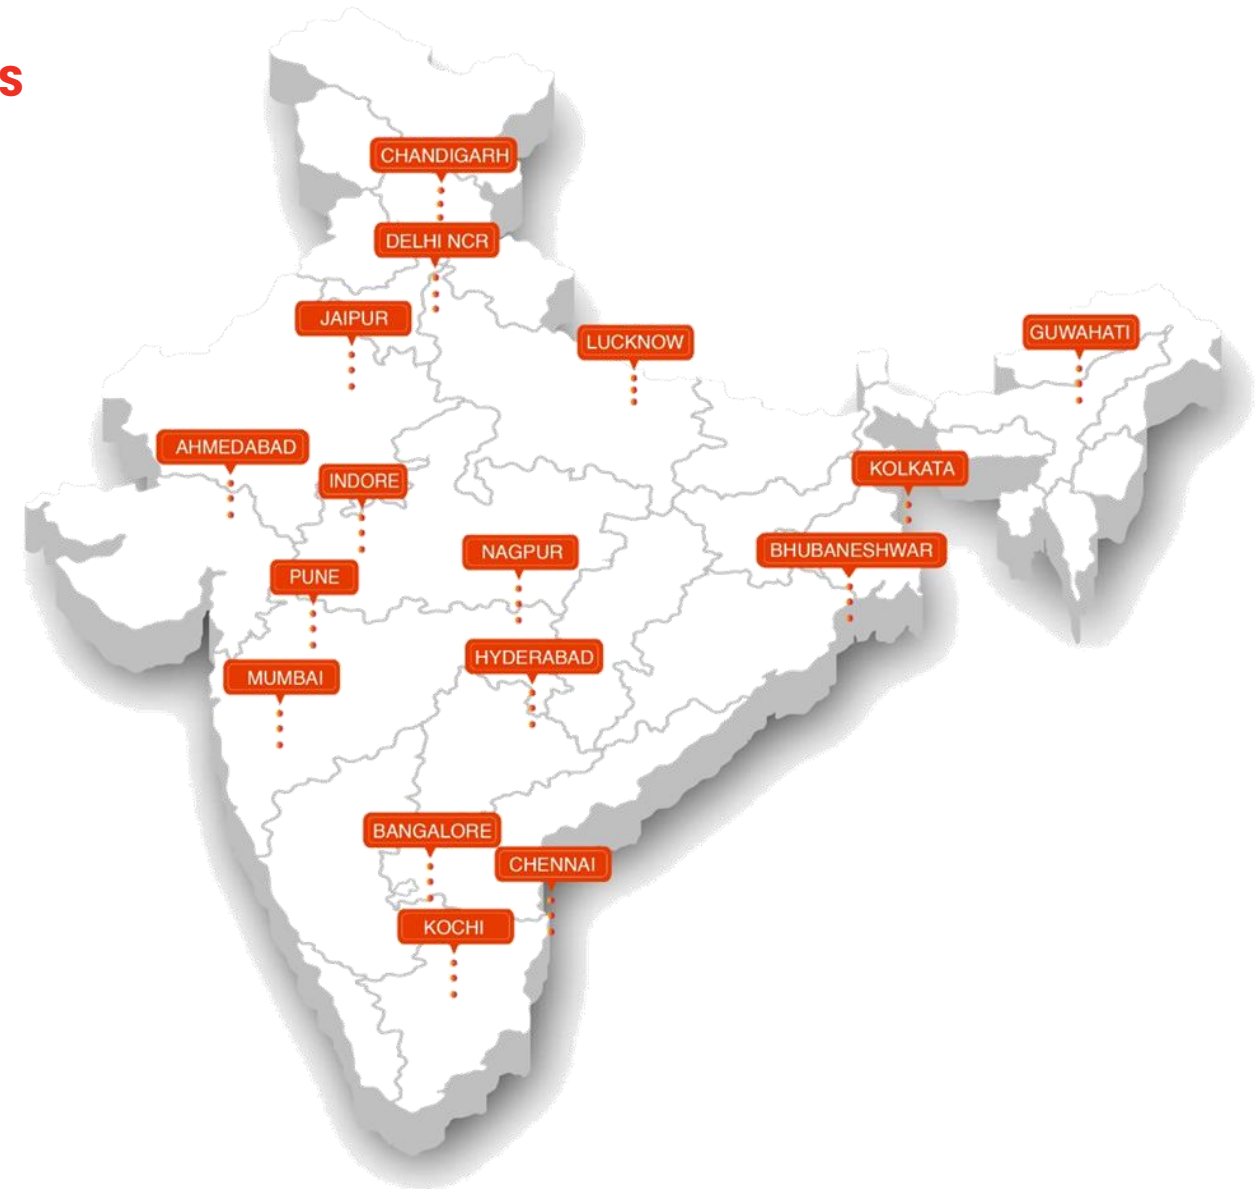 S
CHANDIGARH
DELHI NCR
JAIPUR
LUCKNOW
GUWAHATI
AHMEDABAD
INDORE
KOLKATA
NAGPUR
BHUBANESHWAR
PUNE
HYDERABAD
MUMBAI
BANGALORE
CHENNAI
KOCHI